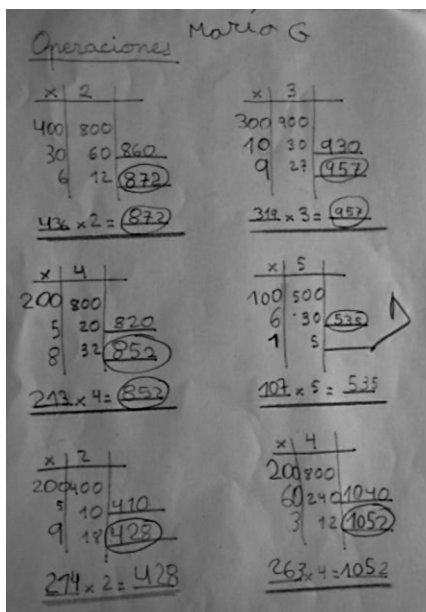 Operaciones María G
x 2
400 800
30 60 860
6 12 872
436 x 2 = 872
x 3
300 900
10 30 930
9 27 957
319 x 3 = 957
x 4
200 800
5 20 820
8 32 852
213 x 4 = 852
x 5
100 500
6 30 535
1 5
107 x 5 = 535
x 2
200 400
5 10 410
9 18 428
214 x 2 = 428
x 4
200 800
60 240 1040
3 12 1052
263 x 4 = 1052